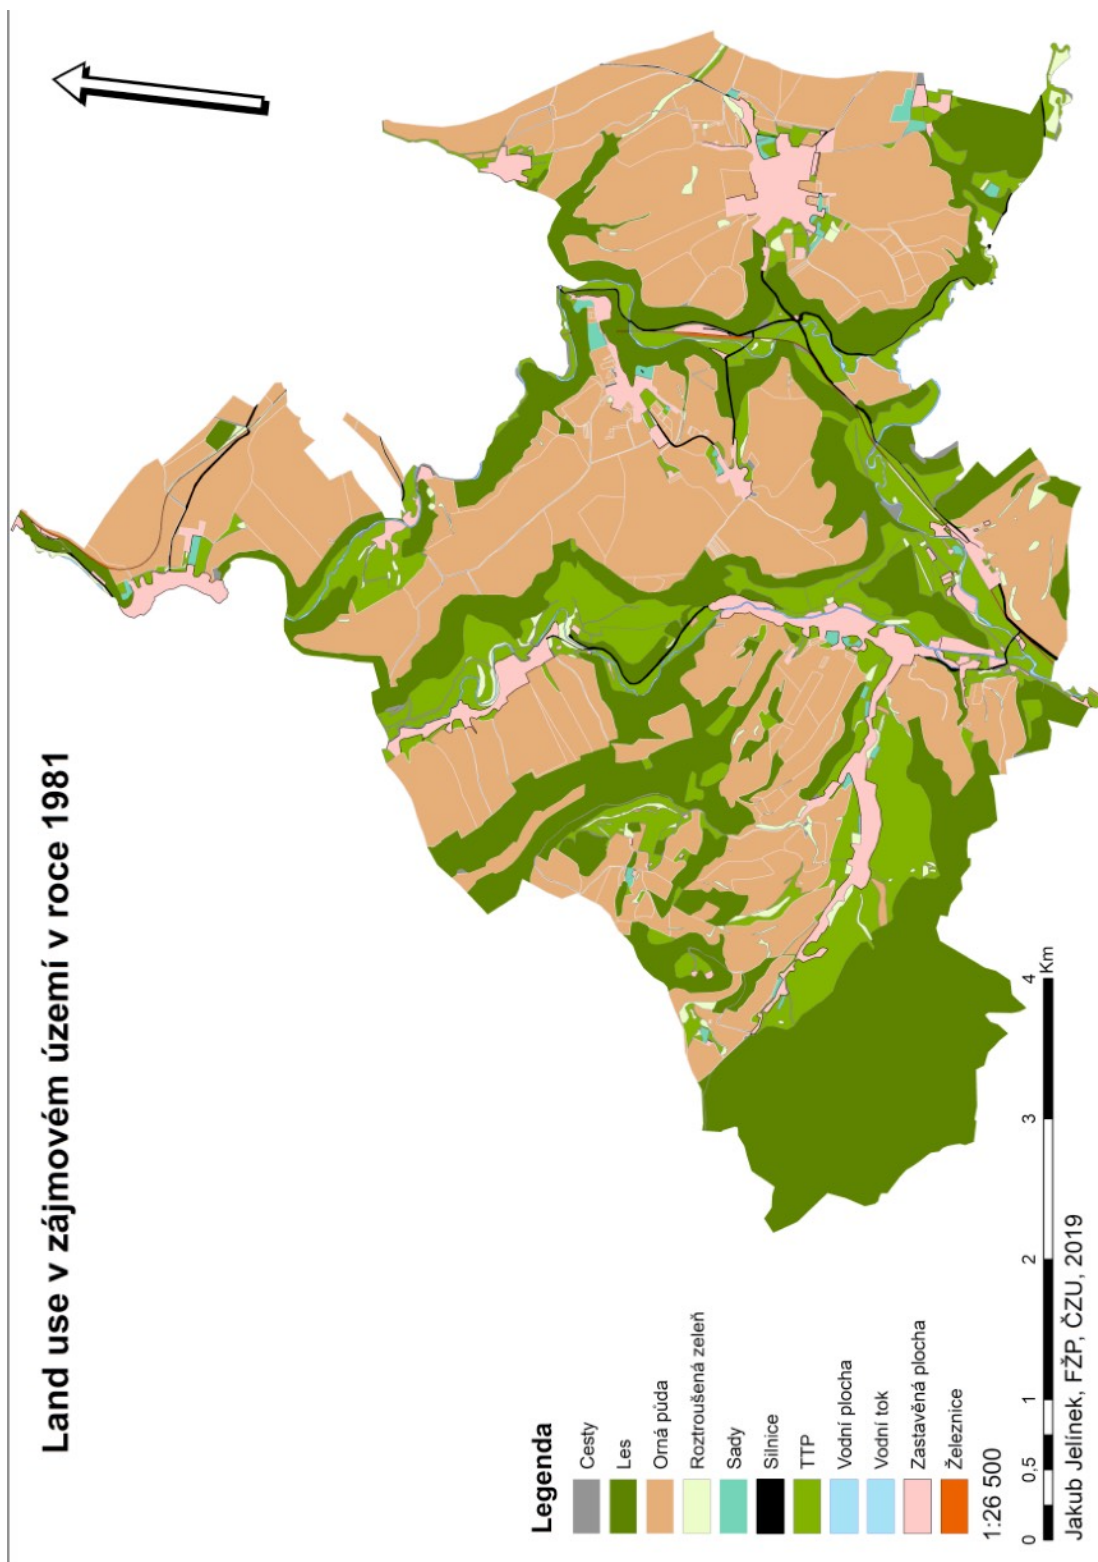 Land use v zájmovém území v roce 1981
Legenda
Cesty
Les
Orná půda
Roztroušená zeleň
Sady
Silnice
TTP
Vodní plocha
Vodní tok
Zastavěná plocha
Železnice
1:26 500
0 0,5 1 2 3 4 Km
Jakub Jelínek, FŽP, ČZU, 2019